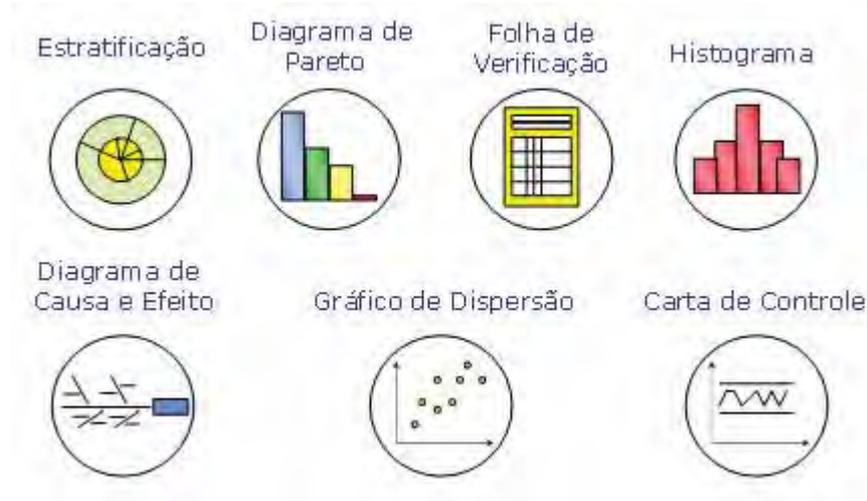 Estratificação
Diagrama de
Pareto
Folha de
Verificação
Histograma
Diagrama de
Causa e Efeito
Gráfico de Dispersão
Carta de Controle